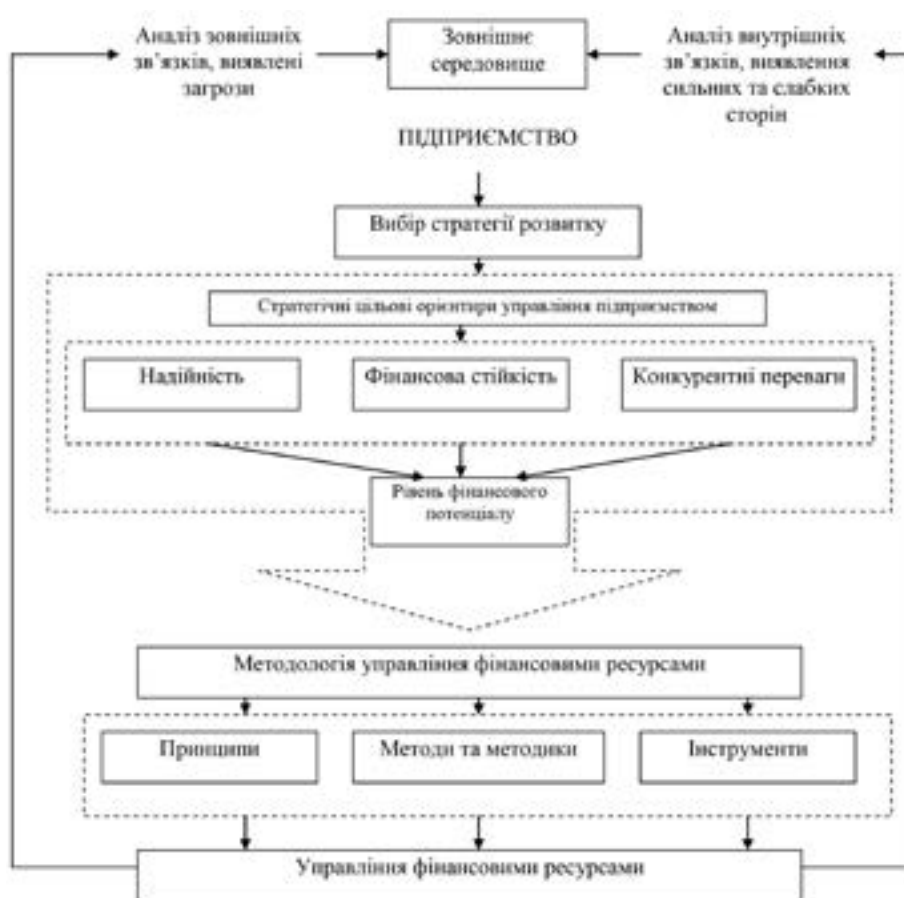 Аналіз зовнішніх
зв’язків, виявлені
загрози
Зовнішнє
середовище
Аналіз внутрішніх
зв’язків, виявлення
сильних та слабких
сторін
ПІДПРИЄМСТВО
Вибір стратегії розвитку
Стратегічні цільові орієнтири управління підприємством
Надійність
Фінансова стійкість
Конкурентні переваги
Рівень фінансового
потенціалу
Методологія управління фінансовими ресурсами
Принципи
Методи та методики
Інструменти
Управління фінансовими ресурсами